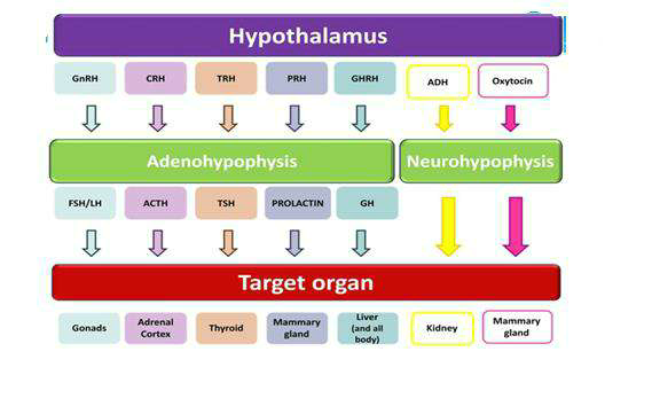 Hypothalamus
GnRH CRH TRH PRH GHRH ADH Oxytocin
Adenohypophysis Neurohypophysis
FSH/LH ACTH TSH PROLACTIN GH
Target organ
Gonads
Adrenal
Cortex
Thyroid
Mammary
gland
Liver
(and all
body)
Kidney
Mammary
gland